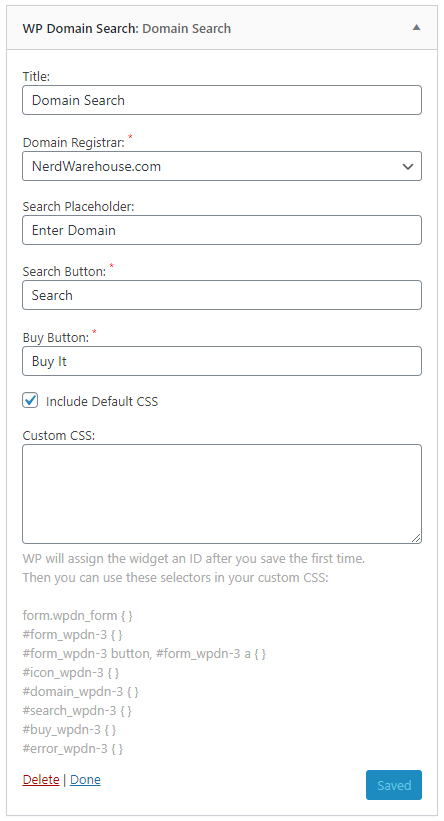 WP Domain Search: Domain Search
Title:
Domain Search
Domain Registrar: *
NerdWarehouse.com
Search Placeholder:
Enter Domain
Search Button: *
Search
Buy Button: *
Buy It
Include Default CSS
Custom CSS:
WP will assign the widget an ID after you save the first time.
Then you can use these selectors in your custom CSS:
form.wpdn_form { }
#form_wpdn-3 { }
#form_wpdn-3 button, #form_wpdn-3 a { }
#icon_wpdn-3 { }
#domain_wpdn-3 { }
#search_wpdn-3 { }
#buy_wpdn-3 { }
#error_wpdn-3 { }
Delete | Done
Saved